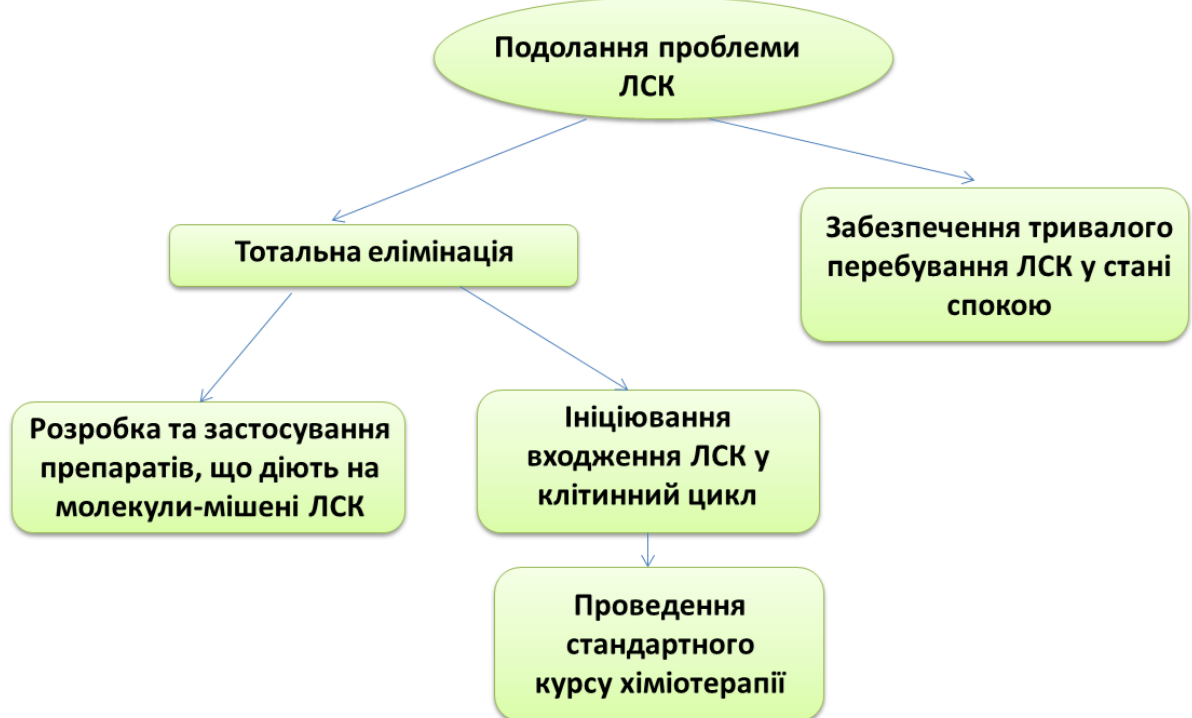 Подолання проблеми
ЛСК
Тотальна елімінація
Забезпечення тривалого
перебування ЛСК у стані
спокою
Розробка та застосування
препаратів, що діють на
молекули-мішені ЛСК
Ініціювання
входження ЛСК у
клітинний цикл
Проведення
стандартного
курсу хіміотерапії